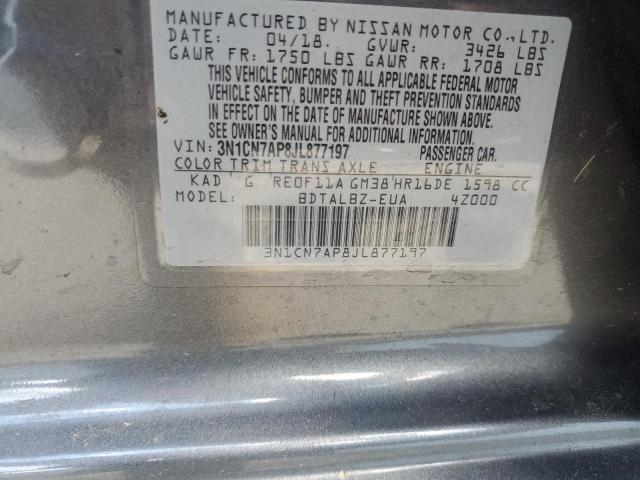 MANUFACTURED BY NISSAN MOTOR CO., LTD.
DATE: 04/18. GVWR: 3426 LBS
GAWR FR: 1750 LBS GAWR RR: 1708 LBS
THIS VEHICLE CONFORMS TO ALL APPLICABLE FEDERAL MOTOR
VEHICLE SAFETY, BUMPER AND THEFT PREVENTION STANDARDS
IN EFFECT ON THE DATE OF MANUFACTURE SHOWN ABOVE.
SEE OWNER'S MANUAL FOR ADDITIONAL INFORMATION.
VIN: 3N1CN7AP8JL877197 PASSENGER CAR.
COLOR TRIM TRANS AXLE ENGINE
KAD G RE0F11A GM38 HR16DE 1598 CC
MODEL: BDTALBZ-EUA 4Z000
3N1CN7AP8JL877197